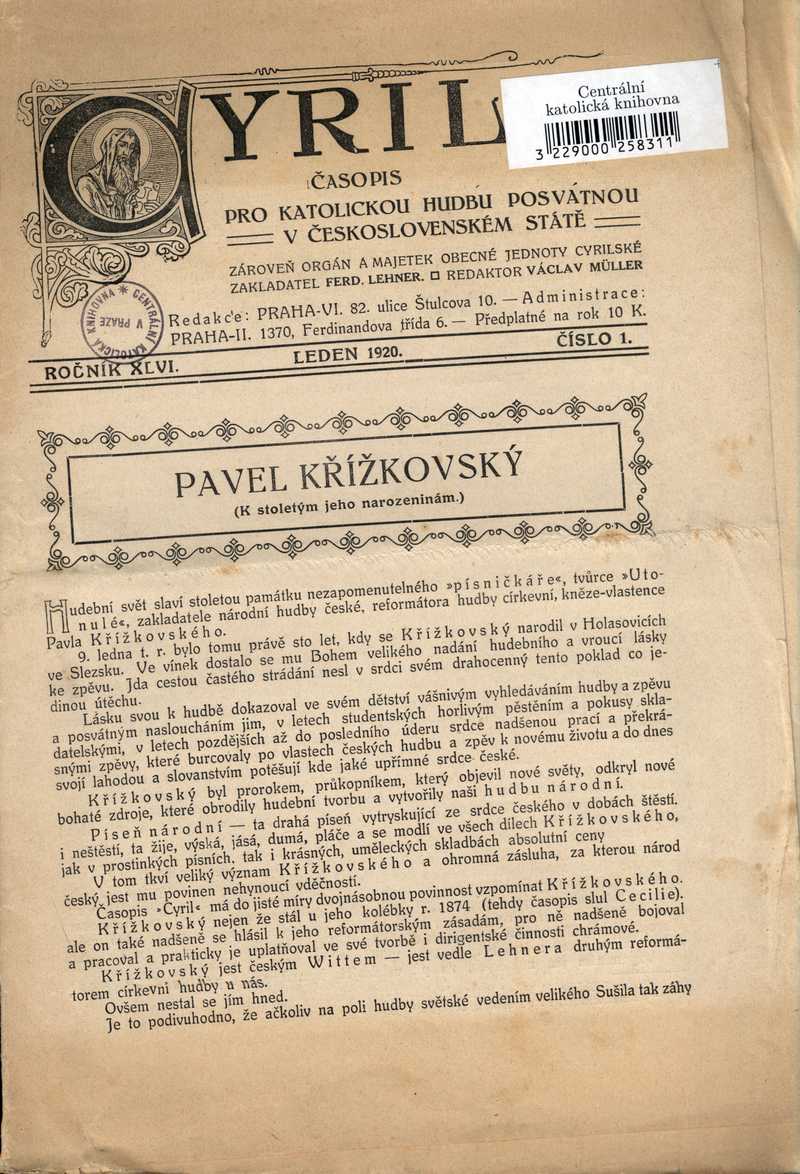 CYRIL
Centrální
katolická knihovna
3 229000 258311
ČASOPIS
PRO KATOLICKOU HUDBU POSVÁTNOU
V ČESKOSLOVENSKÉM STÁTĚ
ZÁROVEŇ ORGÁN A MAJETEK OBECNÉ JEDNOTY CYRILSKÉ
ZAKLADATEL FERD. LEHNER. □ REDAKTOR VÁCLAV MÜLLER
Redakce: PRAHA-VI. 82. ulice Štulcova 10. — Administrace:
PRAHA-II. 1370, Ferdinandova třída 6. — Předplatné na rok 10 K.
KNIHOVNA * CENTRÁLNÍ KATOLICKÁ
V PRAZE
ROČNÍK XLVI. LEDEN 1920. ČÍSLO 1.
PAVEL KŘÍŽKOVSKÝ
(K stoletým jeho narozeninám.)
Hudební svět slaví stoletou památku nezapomenutelného »písničkáře«, tvůrce »Uto-
nulé«, zakladatele národní hudby české, reformátora hudby církevní, kněze-vlastence
Pavla Křížkovského.
9. ledna t. r. bylo tomu právě sto let, kdy se Křížkovský narodil v Holasovicích
ve Slezsku. Ve vínek dostalo se mu Bohem velikého nadání hudebního a vroucí lásky
ke zpěvu. Jda cestou častého strádání nesl v srdci svém drahocenný tento poklad co je-
dinou útěchu.
Lásku svou k hudbě dokazoval ve svém dětství vášnivým vyhledáváním hudby a zpěvu
a posvátným nasloucháním jim, v letech studentských horlivým pěstěním a pokusy skla-
datelskými, v letech pozdějších až do posledního úderu srdce nadšenou prací a překrá-
snými zpěvy, které burcovaly po vlastech českých hudbu a zpěv k novému životu a do dnes
svojí lahodou a slovanstvím potěšují kde jaké upřímné srdce české.
Křížkovský byl prorokem, průkopníkem, který objevil nové světy, odkryl nové
bohaté zdroje, které obrodily hudební tvorbu a vytvořily naši hudbu národní.
Píseň národní — ta drahá píseň vytryskující ze srdce českého v dobách štěstí
i neštěstí, ta žije, výská, jásá, dumá, pláče a se modlí ve všech dílech Křížkovského,
jak v prostinkých písních, tak i krásných, uměleckých skladbách absolutní ceny
V tom tkví veliký význam Křížkovského a ohromná zásluha, za kterou národ
český jest mu povinen nehynoucí vděčností.
Časopis »Cyril« má do jisté míry dvojnásobnou povinnost vzpomínat Křížkovského.
Křížkovský nejen že stál u jeho kolébky r. 1874 (tehdy časopis slul Cecilie).
ale on také nadšeně se hlásil k jeho reformátorským zásadám, pro ně nadšeně bojoval
a pracoval a prakticky je uplatňoval ve své tvorbě i dirigentské činnosti chrámové.
Křížkovský jest českým Wittem — jest vedle Lehnera druhým reformá-
torem církevní hudby u nás.
Ovšem nestal se jím hned.
Je to podivuhodno, že ačkoliv na poli hudby světské vedením velikého Sušila tak záhy